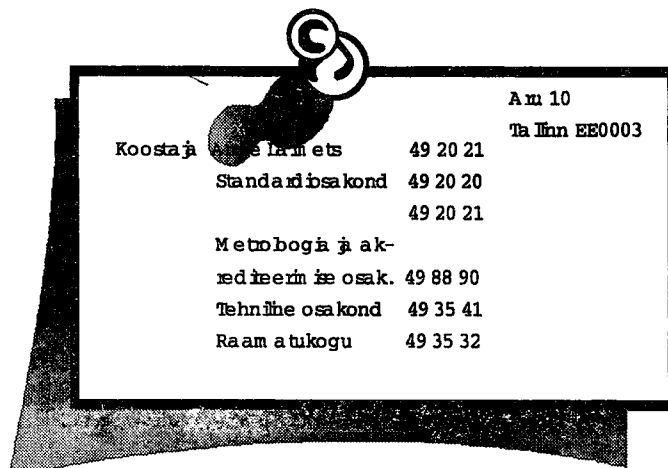 Aru 10
Tallinn EE0003
Koostaja Laimets 49 20 21
Standardiosakond 49 20 20
49 20 21
Metroloogia ja ak-
rediteerimise osak. 49 88 90
Tehniline osakond 49 35 41
Raamatukogu 49 35 32